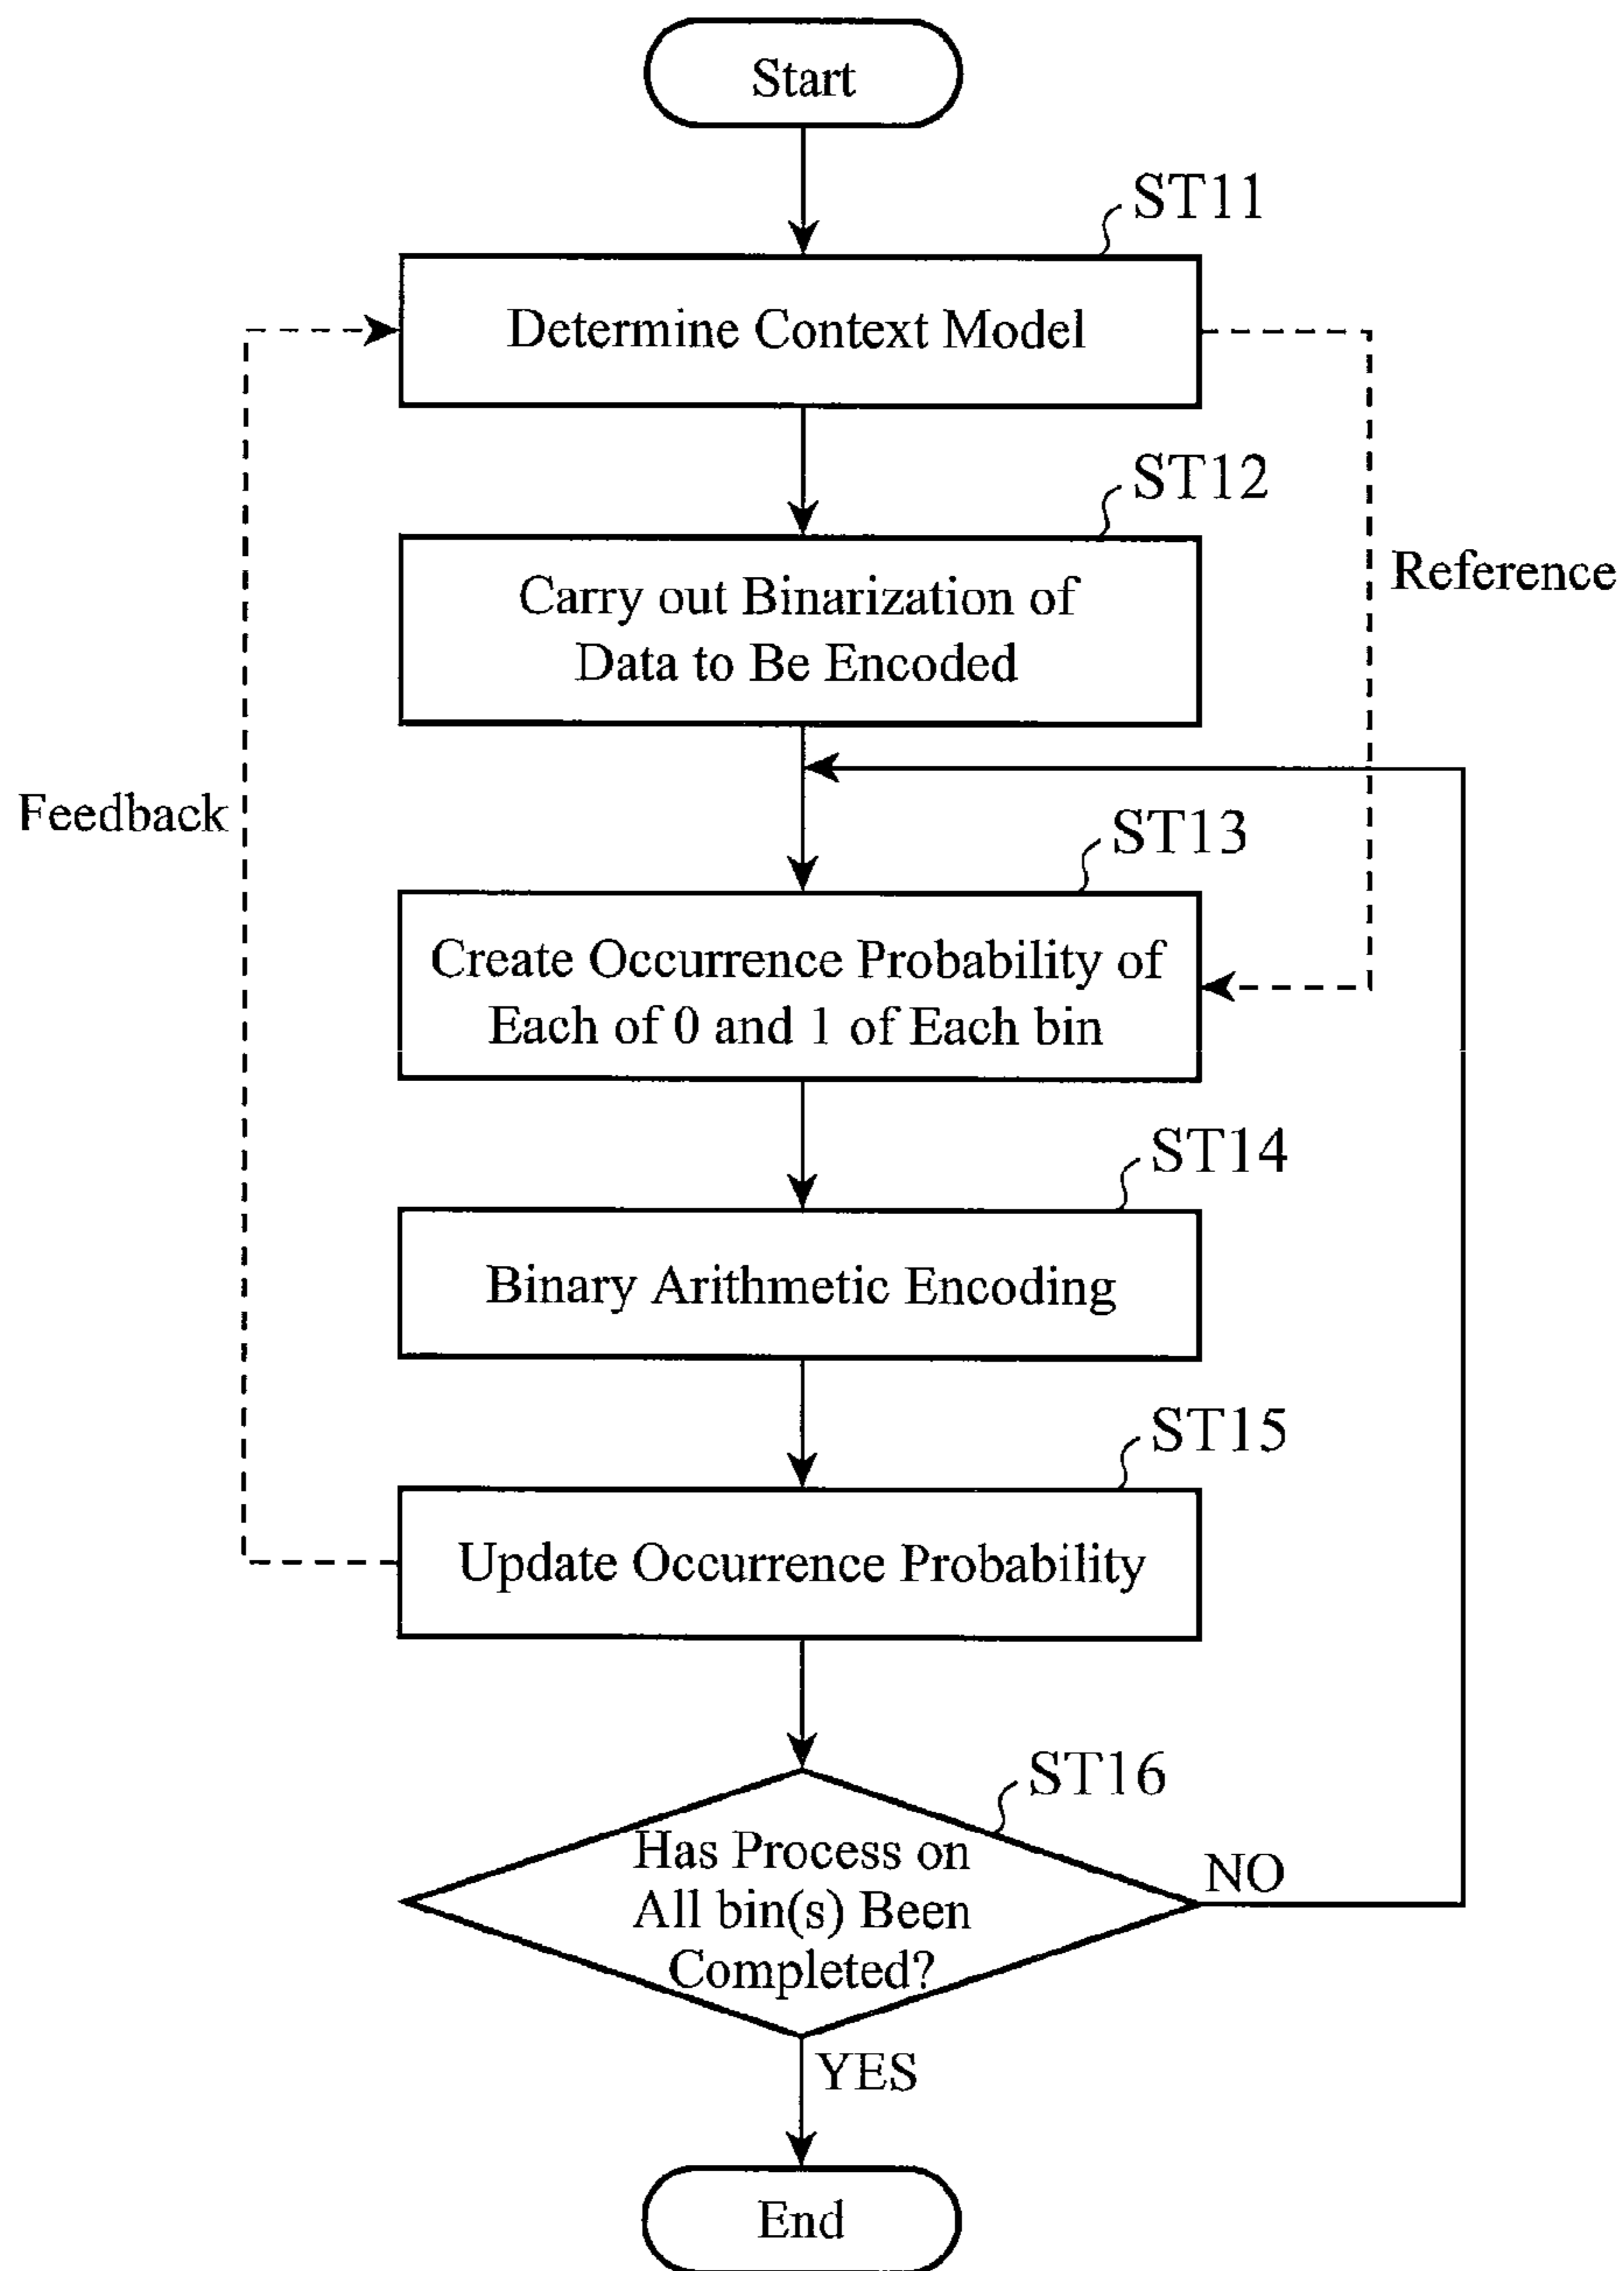 Start
ST11
Determine Context Model
ST12
Carry out Binarization of
Data to Be Encoded
Reference
Feedback
ST13
Create Occurrence Probability of
Each of 0 and 1 of Each bin
ST14
Binary Arithmetic Encoding
ST15
Update Occurrence Probability
ST16
Has Process on
All bin(s) Been
Completed?
NO
YES
End